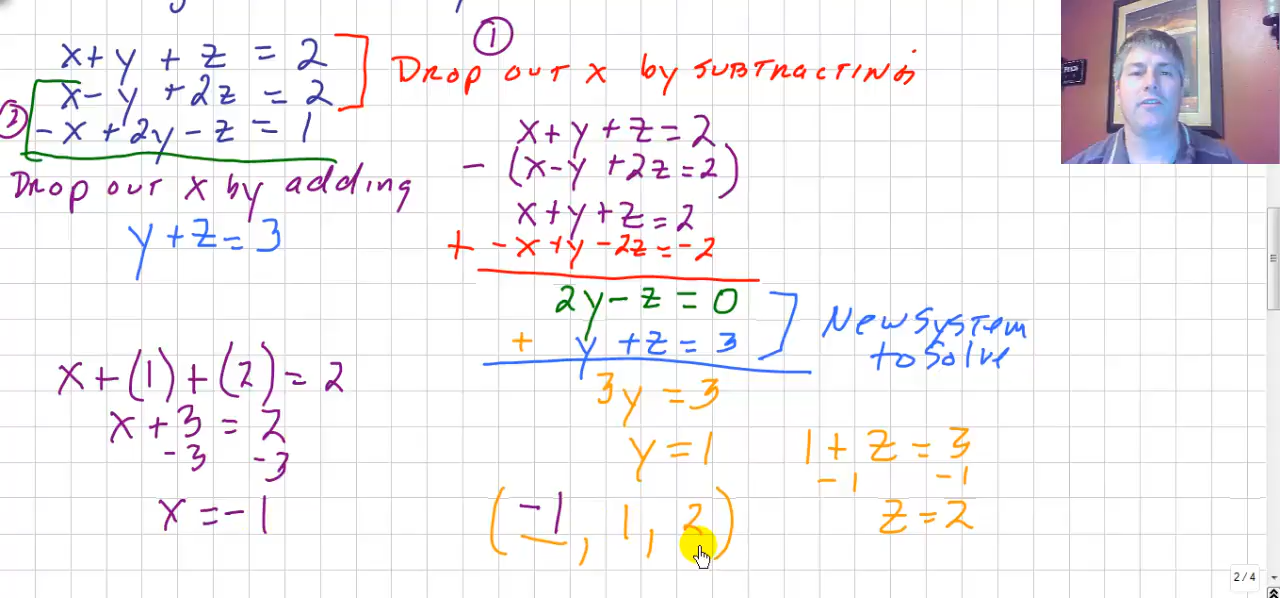 ①
x + y + z = 2
x - y + 2z = 2
② - x + 2y - z = 1
Drop out x by adding
y + z = 3
Drop out x by subtracting
x + y + z = 2
- (x - y + 2z = 2)
x + y + z = 2
+ - x + y - 2z = - 2
2y - z = 0
+ y + z = 3
New System
to Solve
3y = 3
y = 1
1 + z = 3
- 1 - 1
z = 2
x + (1) + (2) = 2
x + 3 = 2
- 3 - 3
x = - 1
(-1, 1, 2)
2 / 4